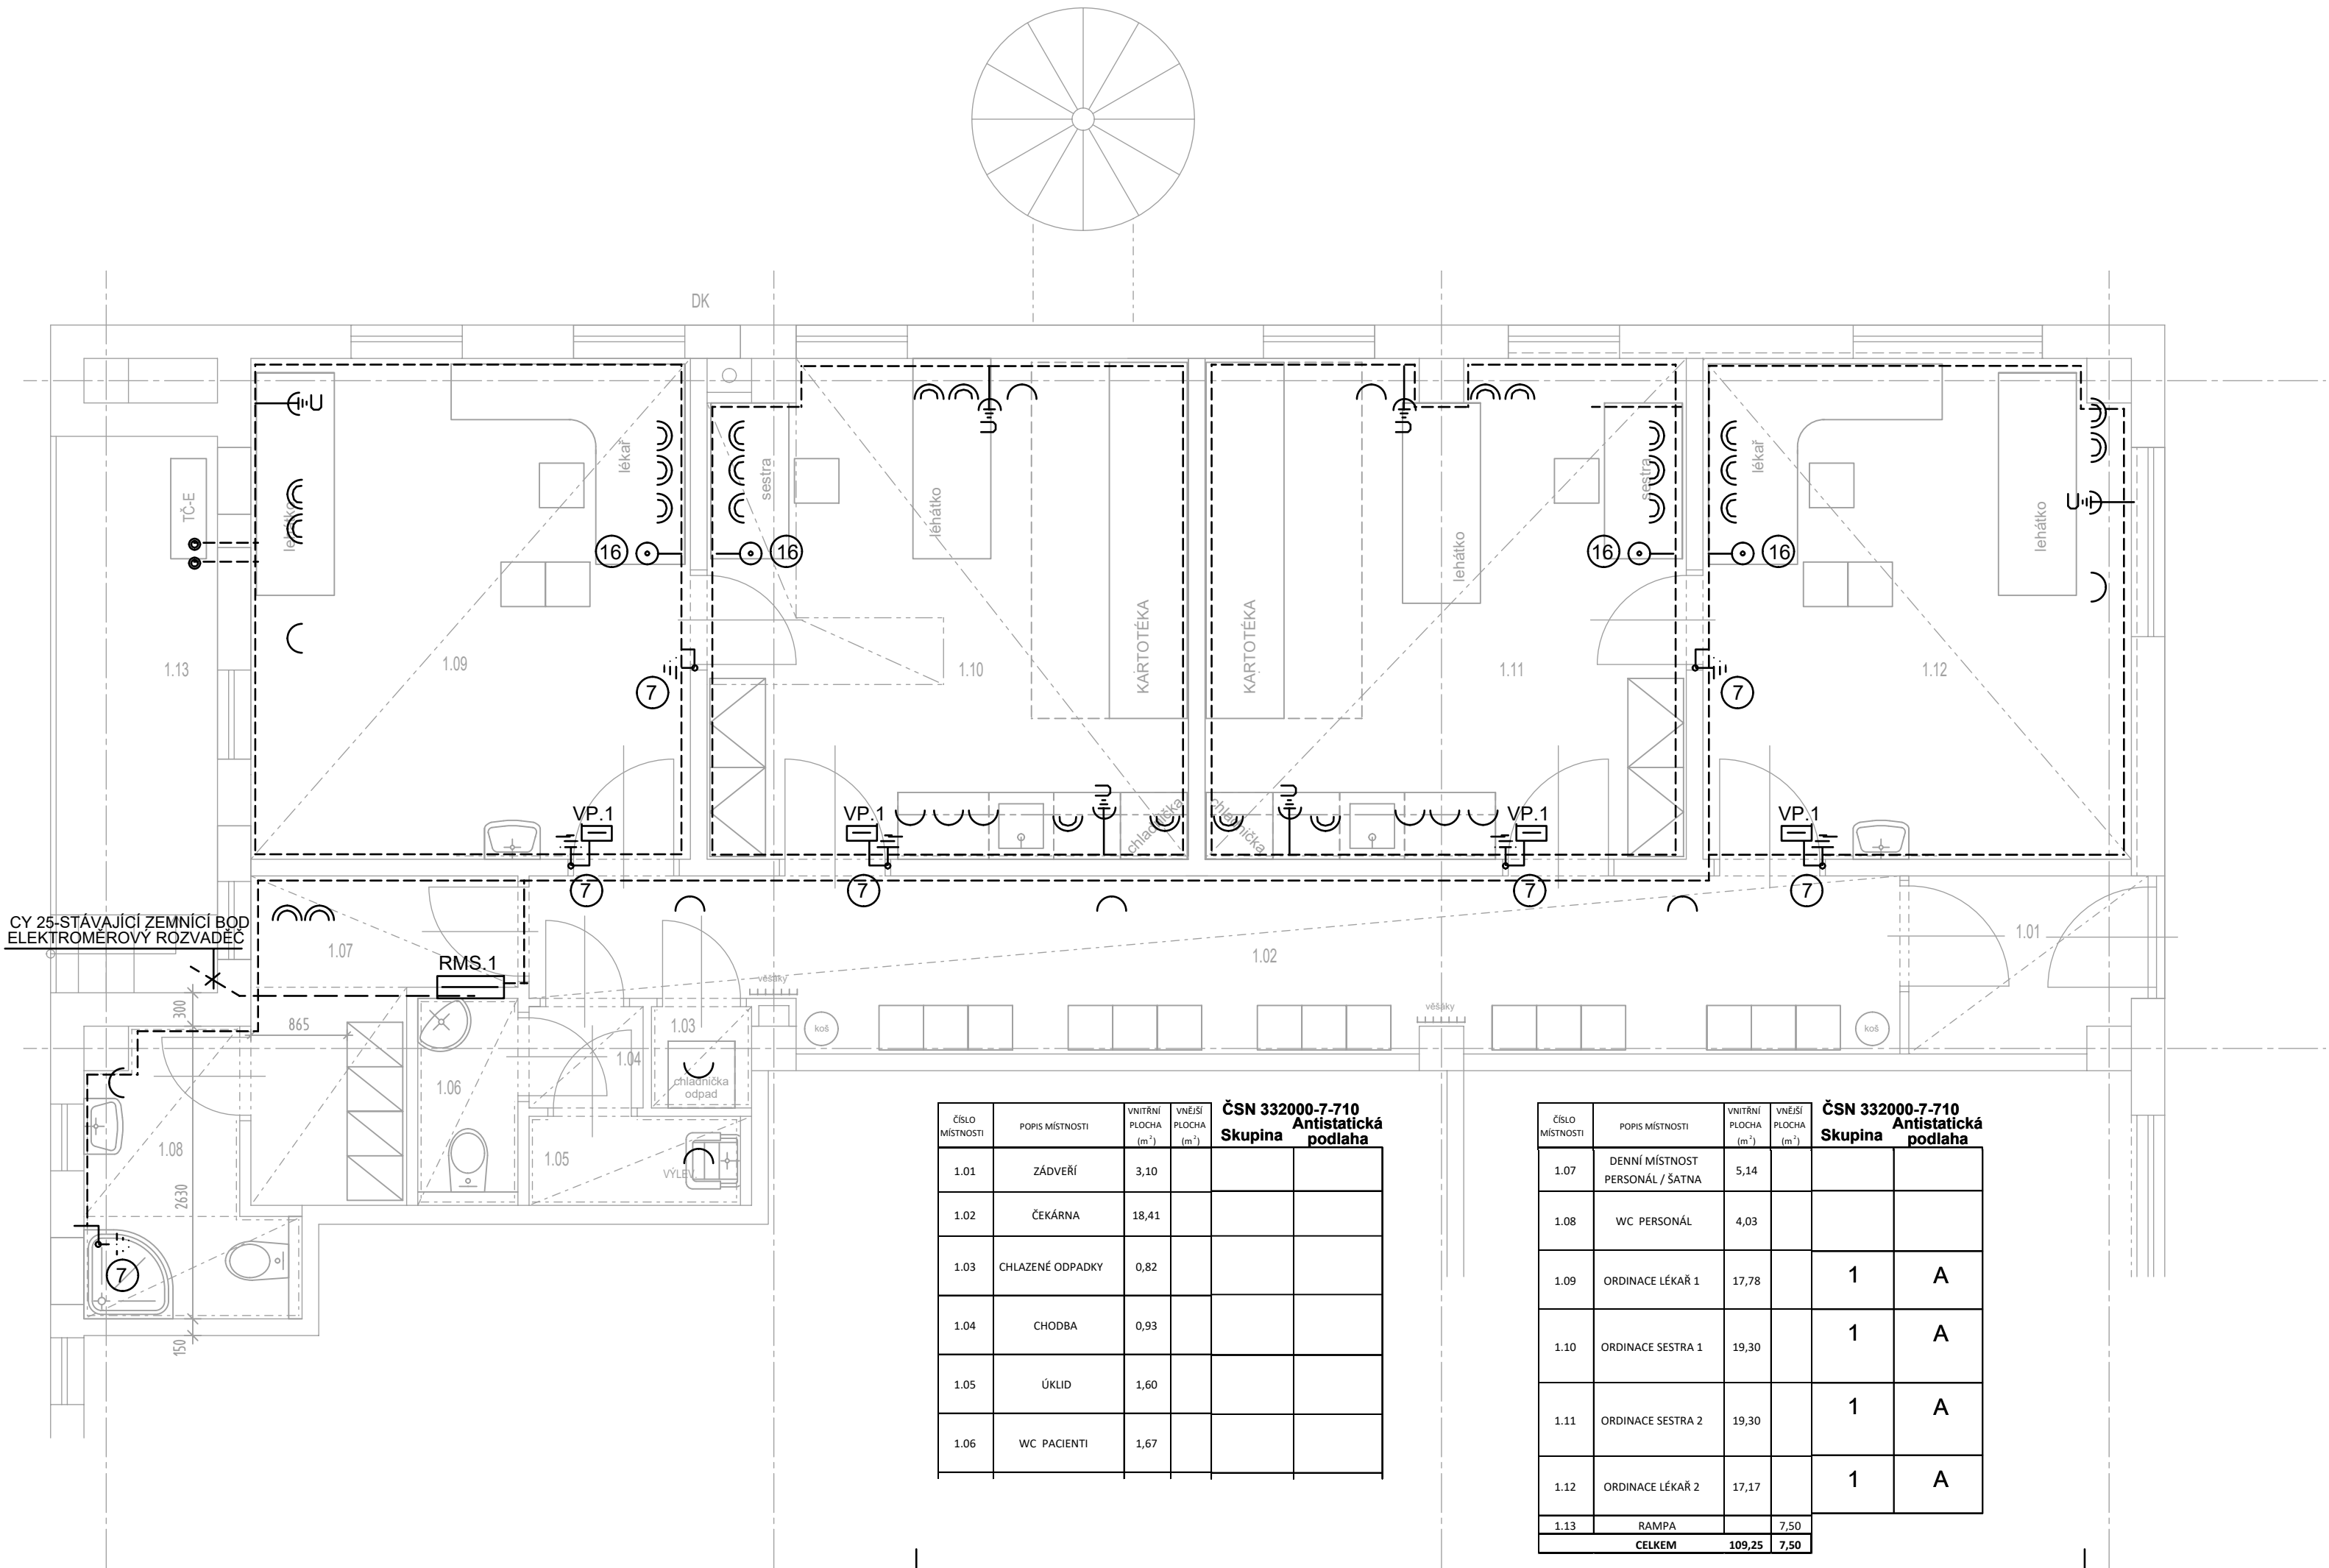 DK
U
U
U
lékař
sestra
lehátko
lehátko
sestra
lékař
lehátko
U
TČ-E
lehátko
16
16
16
16
KARTOTÉKA
KARTOTÉKA
1.13
1.09
1.10
1.11
1.12
7
7
VP.1
VP.1
U
U
VP.1
VP.1
chladnička
chladnička
7
7
7
7
CY 25-STÁVAJÍCÍ ZEMNÍCÍ BOD
ELEKTROMĚROVÝ ROZVADĚČ
1.07
RMS.1
1.02
1.01
věšáky
věšáky
300
865
1.03
koš
koš
1.04
1.06
chladnička
odpad
1.08
1.05
VÝLEV
2630
7
150
ČÍSLO MÍSTNOSTI POPIS MÍSTNOSTI VNITŘNÍ PLOCHA (m²) VNĚJŠÍ PLOCHA (m²) ČSN 332000-7-710 Skupina Antistatická podlaha
1.01 ZÁDVEŘÍ 3,10
1.02 ČEKÁRNA 18,41
1.03 CHLAZENÉ ODPADKY 0,82
1.04 CHODBA 0,93
1.05 ÚKLID 1,60
1.06 WC PACIENTI 1,67
ČÍSLO MÍSTNOSTI POPIS MÍSTNOSTI VNITŘNÍ PLOCHA (m²) VNĚJŠÍ PLOCHA (m²) ČSN 332000-7-710 Skupina Antistatická podlaha
1.07 DENNÍ MÍSTNOST PERSONÁL / ŠATNA 5,14
1.08 WC PERSONÁL 4,03
1.09 ORDINACE LÉKAŘ 1 17,78 1 A
1.10 ORDINACE SESTRA 1 19,30 1 A
1.11 ORDINACE SESTRA 2 19,30 1 A
1.12 ORDINACE LÉKAŘ 2 17,17 1 A
1.13 RAMPA 7,50
CELKEM 109,25 7,50